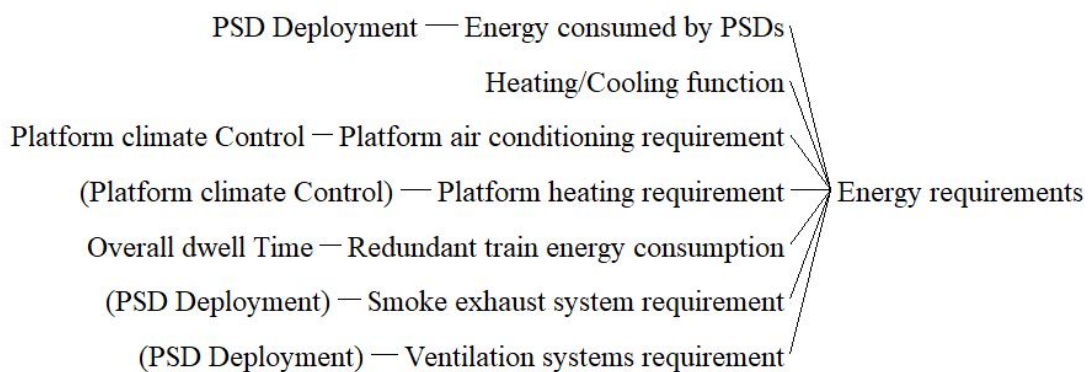 PSD Deployment — Energy consumed by PSDs
Heating/Cooling function
Platform climate Control — Platform air conditioning requirement
(Platform climate Control) — Platform heating requirement
Energy requirements
Overall dwell Time — Redundant train energy consumption
(PSD Deployment) — Smoke exhaust system requirement
(PSD Deployment) — Ventilation systems requirement